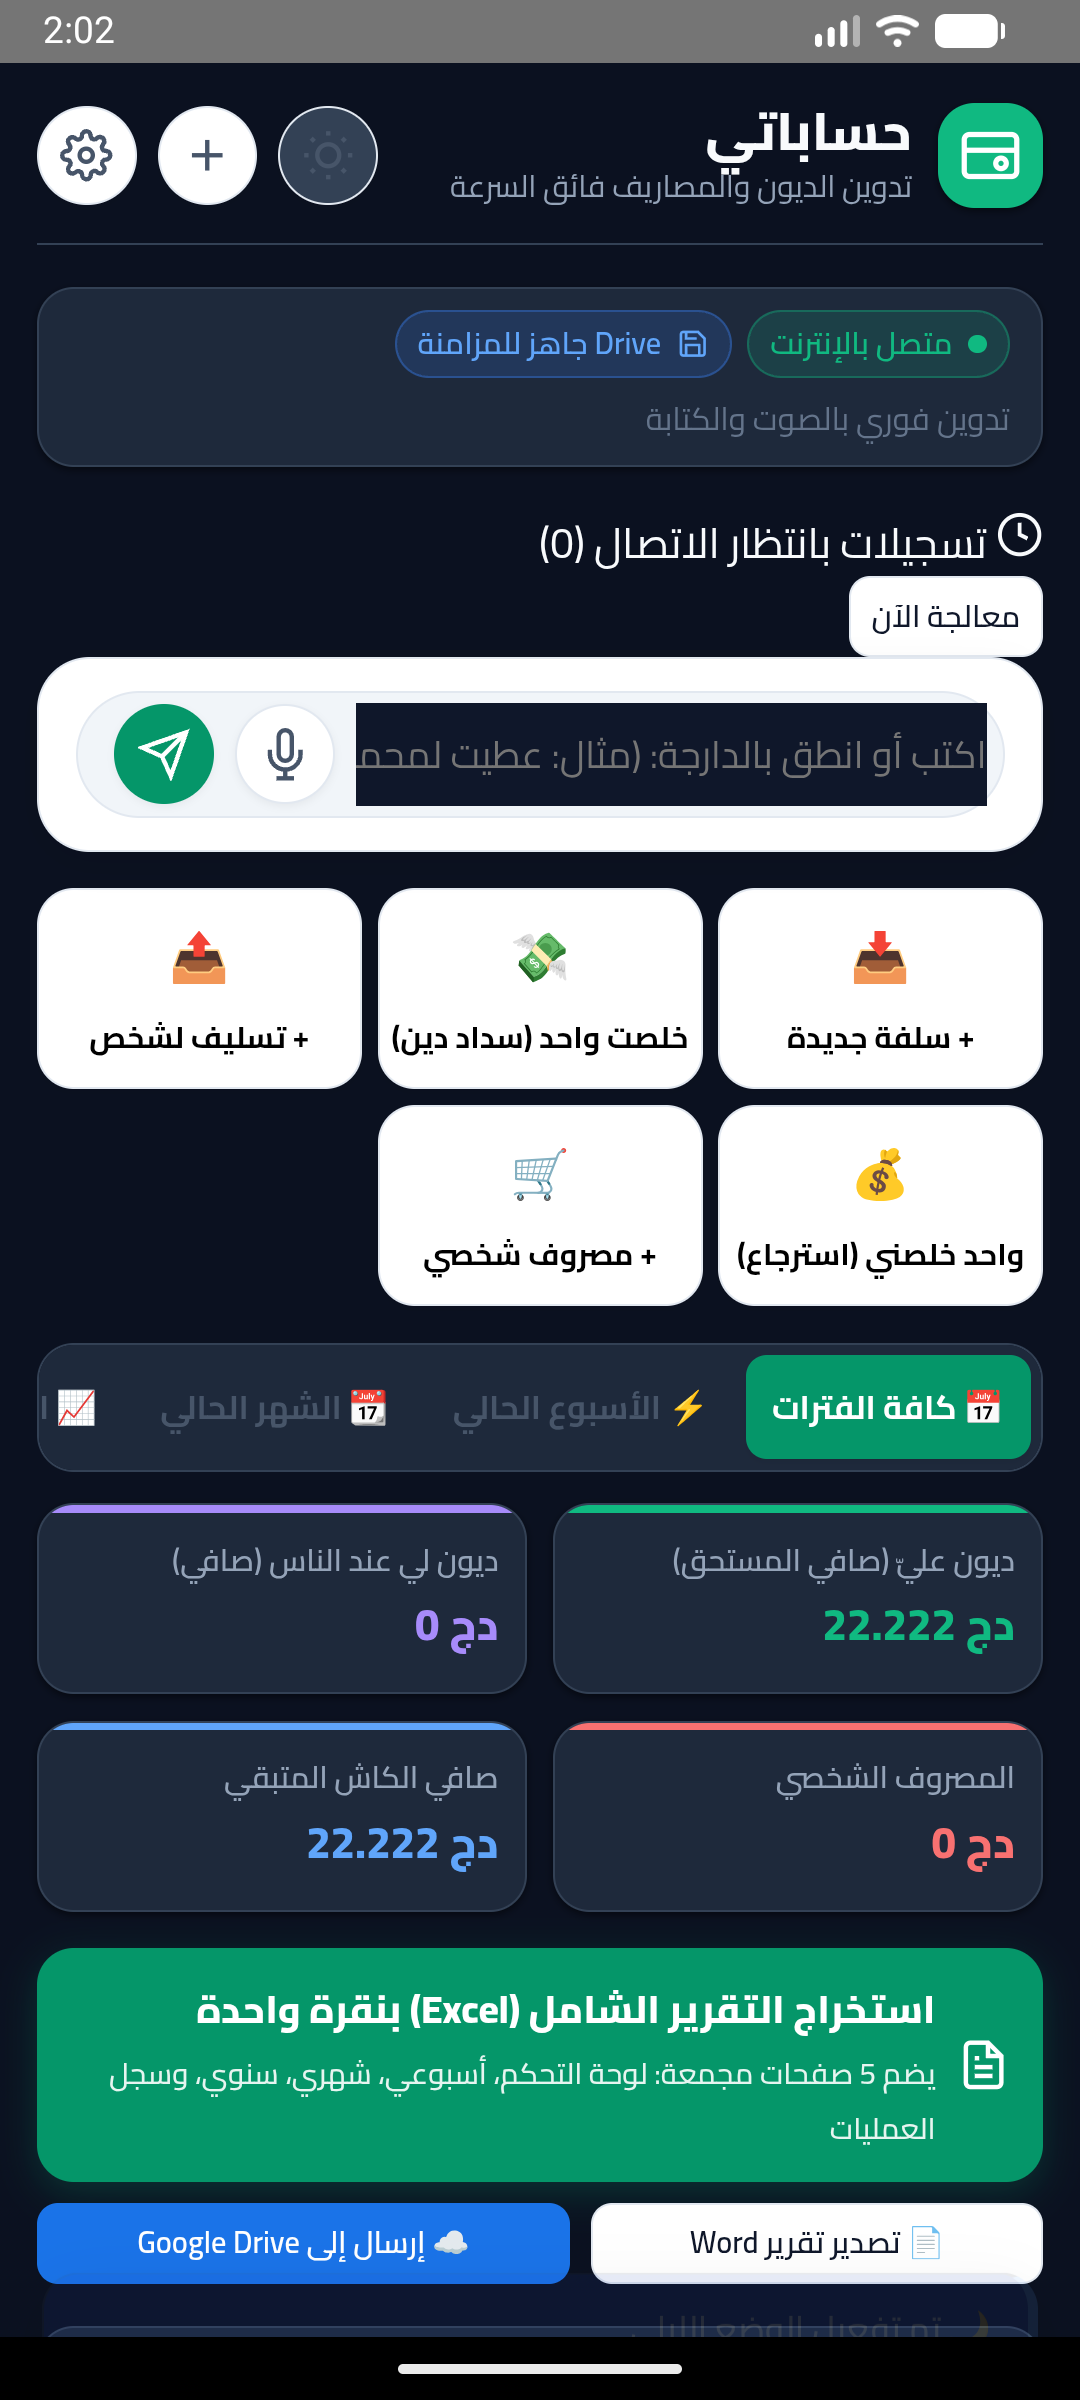 2:02
حساباتي
تدوين الديون والمصاريف فائق السرعة
متصل بالإنترنت
Drive جاهز للمزامنة
تدوين فوري بالصوت والكتابة
تسجيلات بانتظار الاتصال (0)
معالجة الآن
اكتب أو انطق بالدارجة: (مثال: عطيت لمحم
+ سلفة جديدة
خلصت واحد (سداد دين)
+ تسليف لشخص
واحد خلصني (استرجاع)
+ مصروف شخصي
كافة الفترات
الأسبوع الحالي
الشهر الحالي
ديون عليّ (صافي المستحق)
22.222 دج
ديون لي عند الناس (صافي)
0 دج
المصروف الشخصي
0 دج
صافي الكاش المتبقي
22.222 دج
استخراج التقرير الشامل (Excel) بنقرة واحدة
يضم 5 صفحات مجمعة: لوحة التحكم، أسبوعي، شهري، سنوي، وسجل
العمليات
تصدير تقرير Word
إرسال إلى Google Drive
تم تفعيل الوضع الليلي